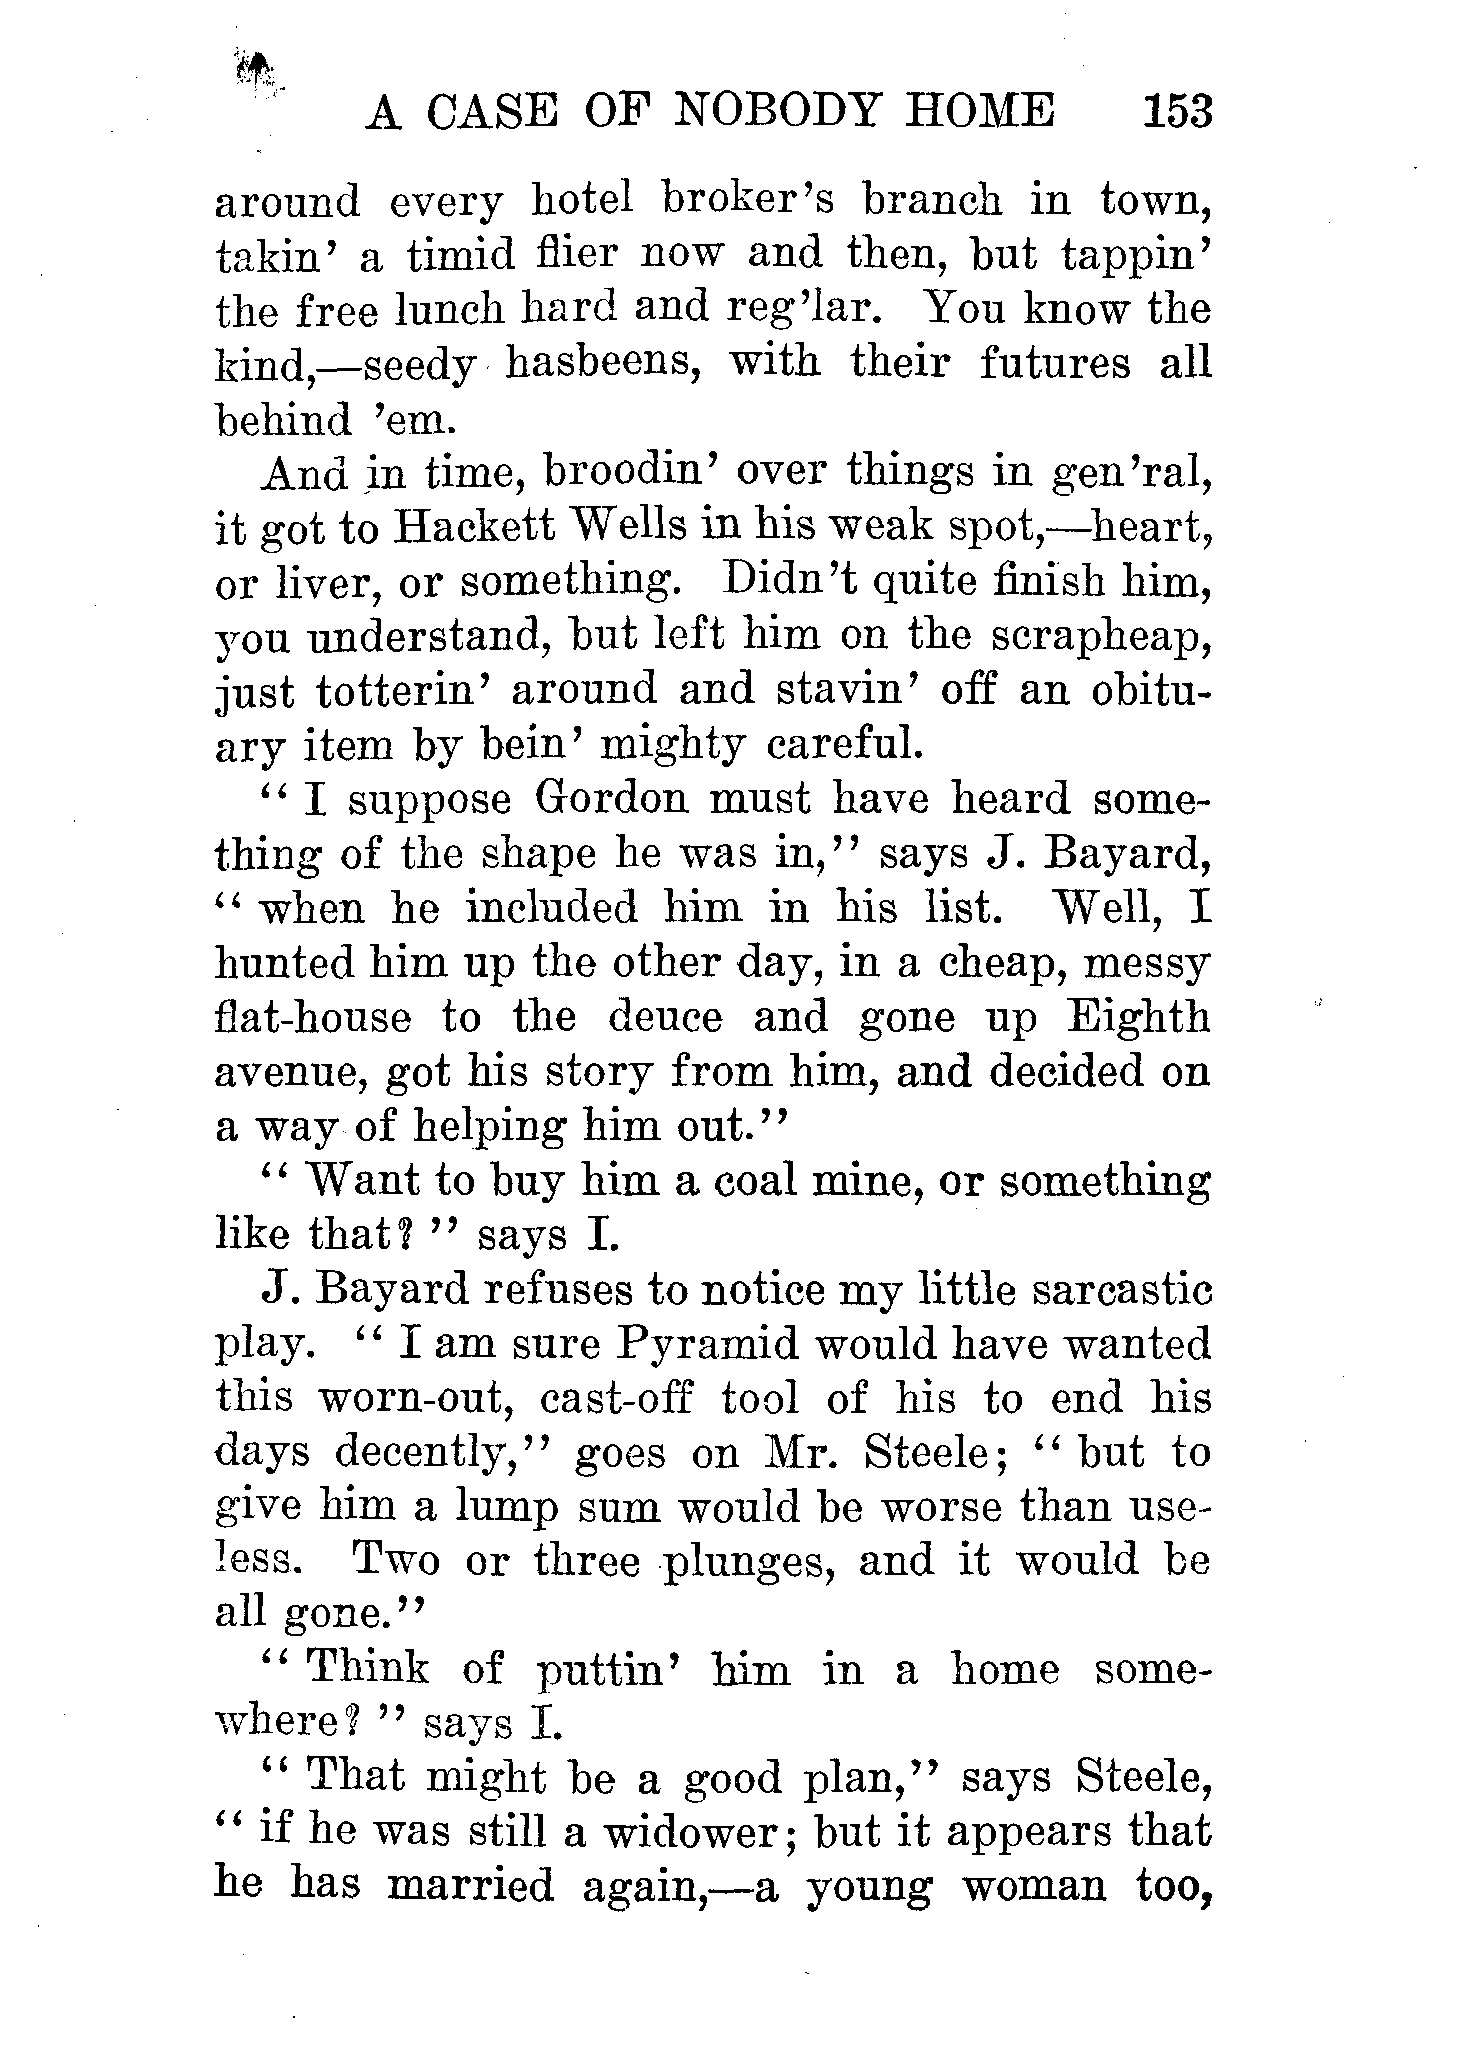 A CASE OF NOBODY HOME 153
around every hotel broker's branch in town,
takin' a timid flier now and then, but tappin'
the free lunch hard and reg'lar. You know the
kind,—seedy hasbeens, with their futures all
behind 'em.
And in time, broodin' over things in gen'ral,
it got to Hackett Wells in his weak spot,—heart,
or liver, or something. Didn't quite finish him,
you understand, but left him on the scrapheap,
just totterin' around and stavin' off an obitu-
ary item by bein' mighty careful.
“ I suppose Gordon must have heard some-
thing of the shape he was in,” says J. Bayard,
“ when he included him in his list. Well, I
hunted him up the other day, in a cheap, messy
flat-house to the deuce and gone up Eighth
avenue, got his story from him, and decided on
a way of helping him out.”
“ Want to buy him a coal mine, or something
like that? ” says I.
J. Bayard refuses to notice my little sarcastic
play. “ I am sure Pyramid would have wanted
this worn-out, cast-off tool of his to end his
days decently,” goes on Mr. Steele; “ but to
give him a lump sum would be worse than use-
less. Two or three plunges, and it would be
all gone.”
“ Think of puttin' him in a home some-
where? ” says I.
“ That might be a good plan,” says Steele,
“ if he was still a widower; but it appears that
he has married again,—a young woman too,